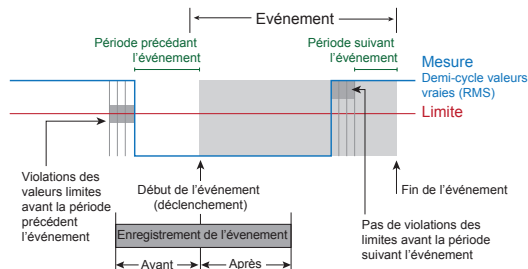 Evénement
Période précédant
l'événement
Période suivant
l'événement
Mesure
Demi-cycle valeurs
vraies (RMS)
Limite
Violations des
valeurs limites
avant la période
précédent
l'événement
Début de l'événement
(déclenchement)
Fin de l'événement
Pas de violations des
limites avant la période
suivant l'événement
Enregistrement de l'évenement
Avant
Après